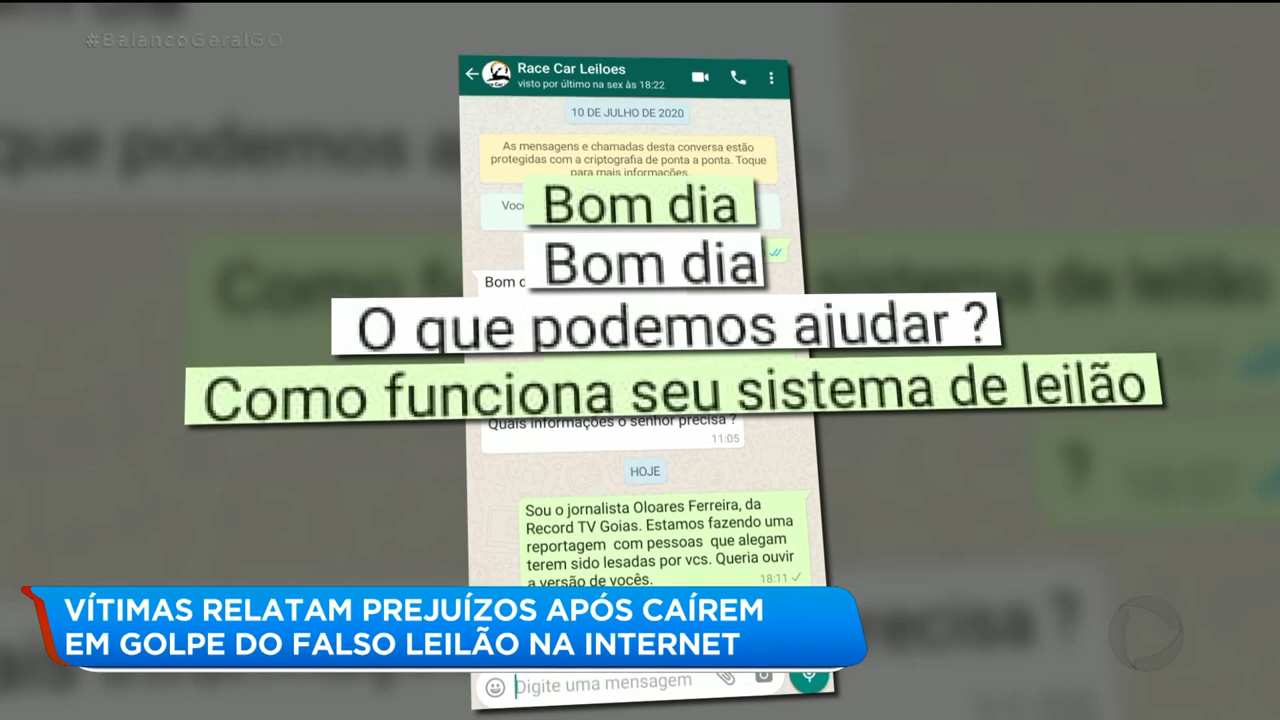 #BalancoGeralGO
Race Car Leiloes
visto por último na sex às 18:22
10 DE JULHO DE 2020
As mensagens e chamadas desta conversa estão
protegidas com a criptografia de ponta a ponta. Toque
para mais informações.
Bom dia
Bom dia
O que podemos ajudar ?
Como funciona seu sistema de leilão
Quais informações o senhor precisa ?
11:05
HOJE
Sou o jornalista Oloares Ferreira, da
Record TV Goias. Estamos fazendo uma
reportagem com pessoas que alegam
terem sido lesadas por vcs. Queria ouvir
a versão de vocês.
18:11
VÍTIMAS RELATAM PREJUÍZOS APÓS CAÍREM
EM GOLPE DO FALSO LEILÃO NA INTERNET
Digite uma mensagem